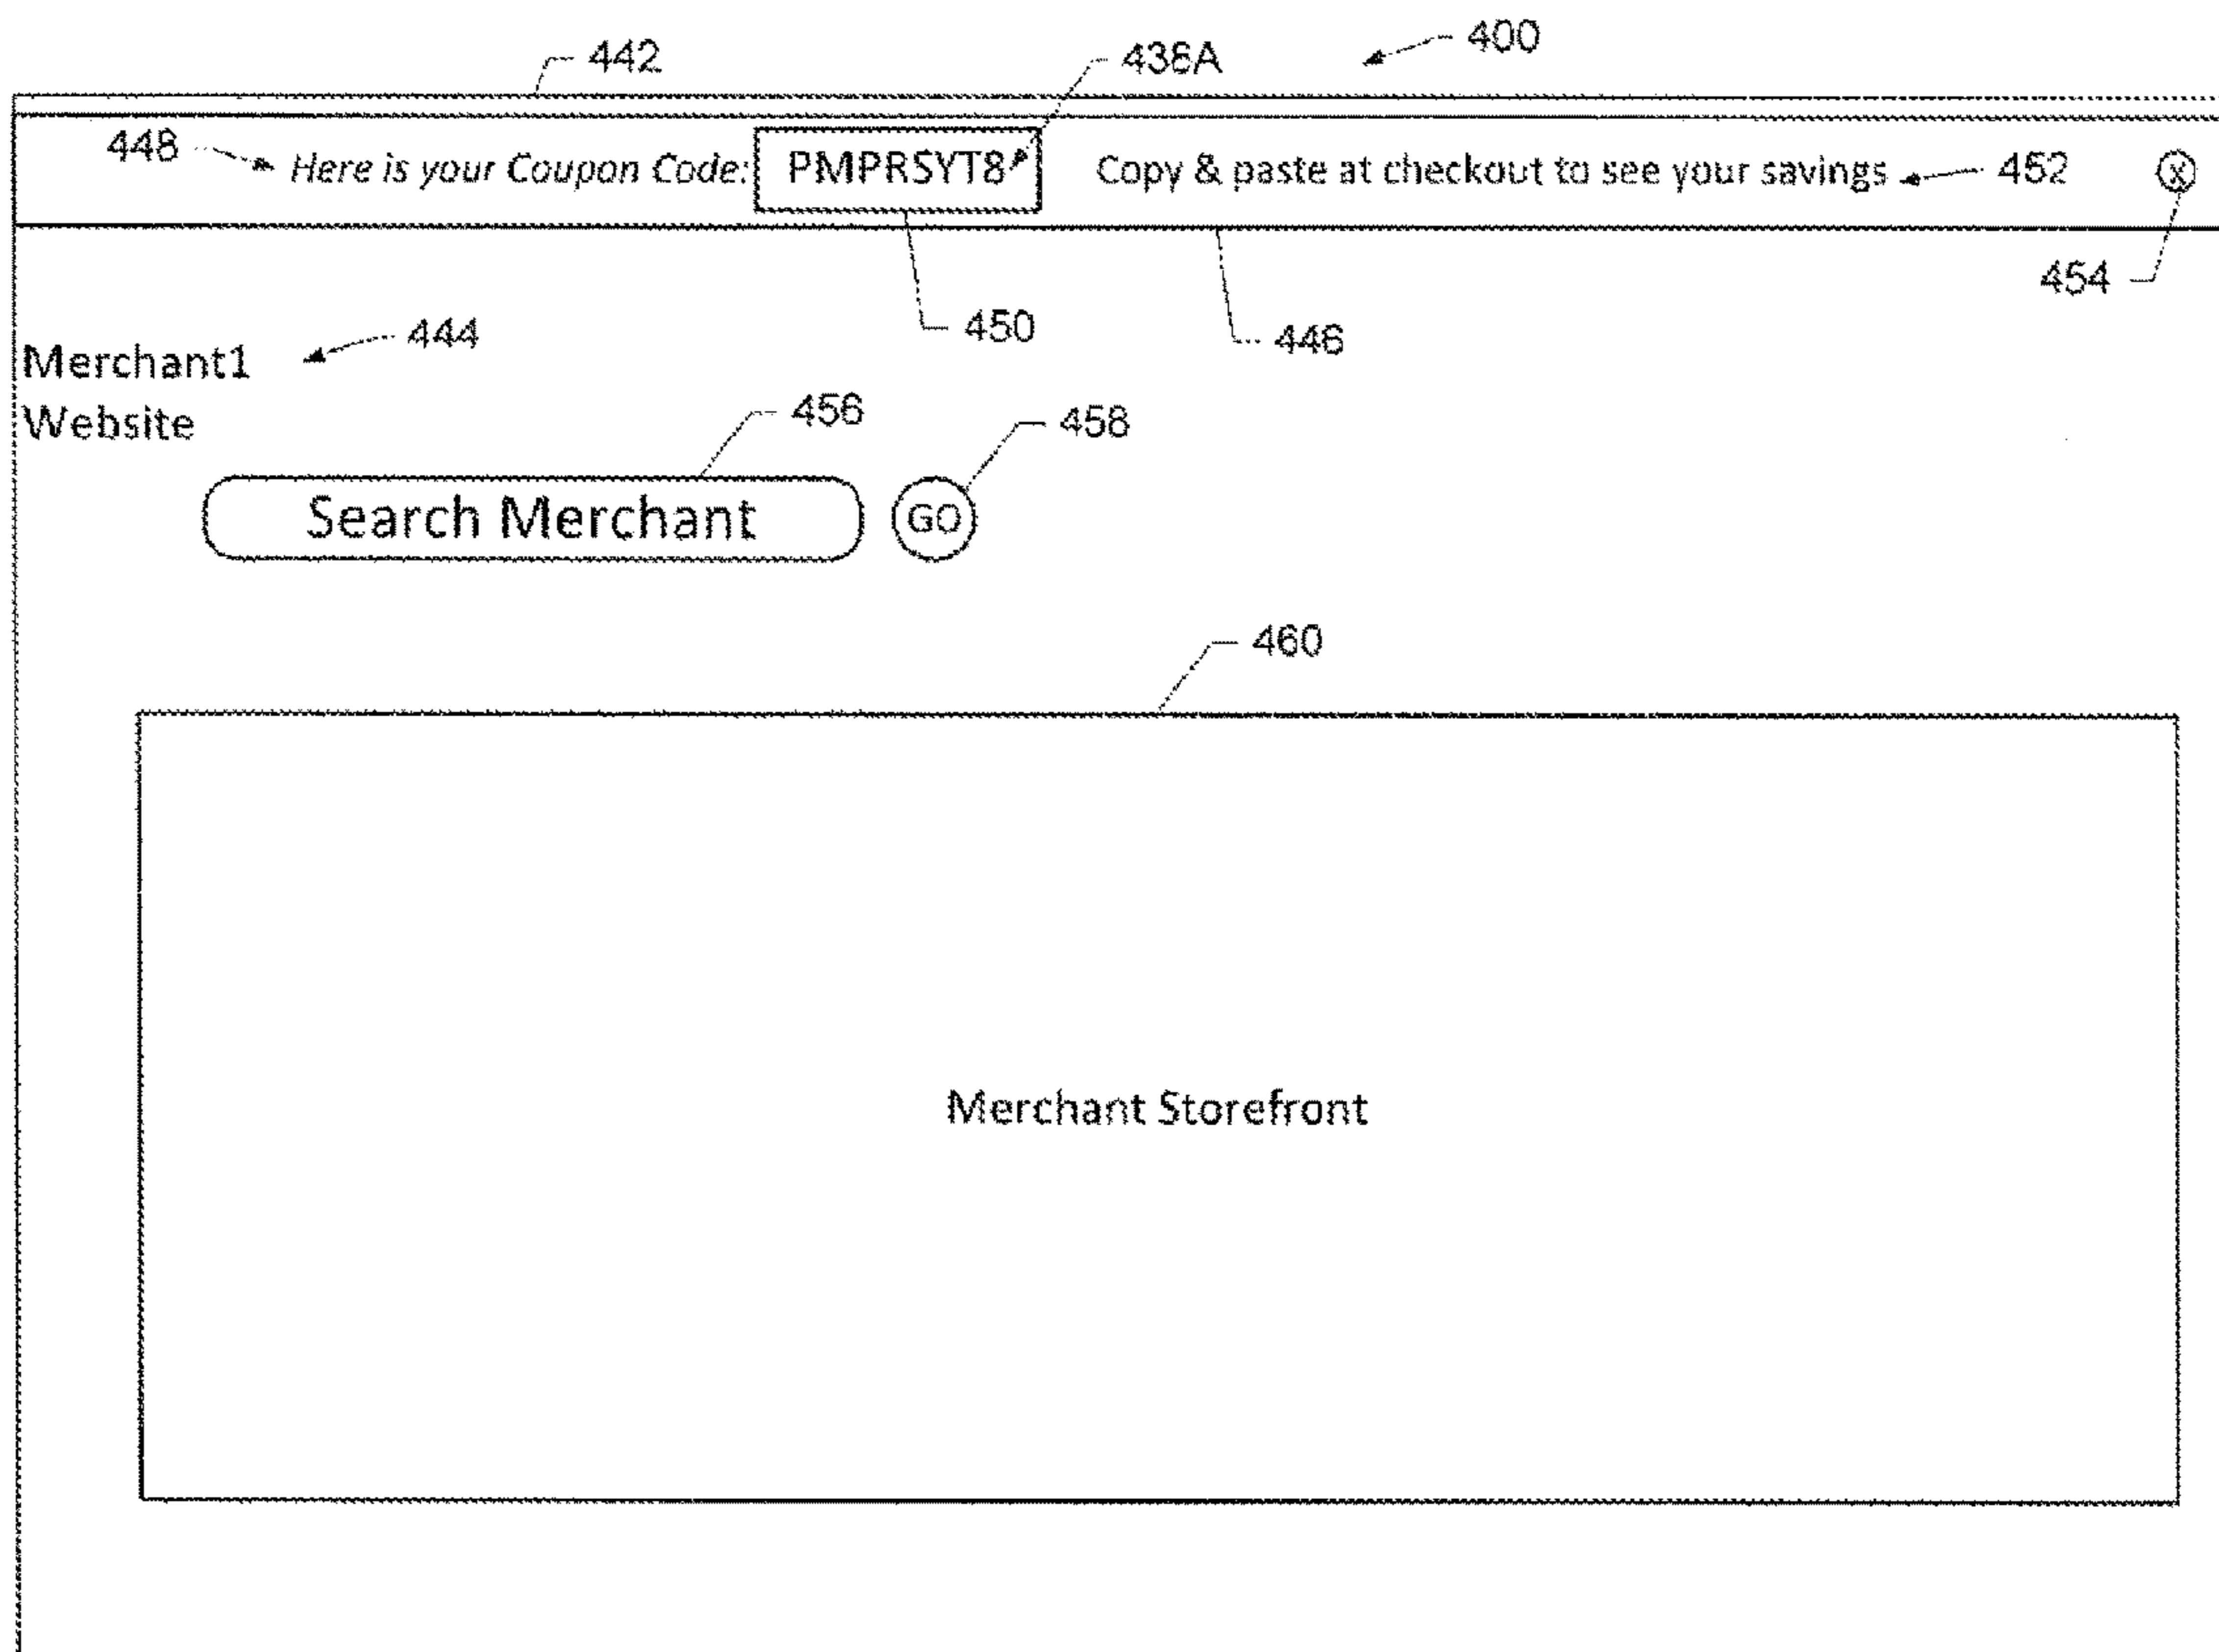 442 438A 400
448 Here is your Coupon Code: PMPRSYT8 Copy & paste at checkout to see your savings 452 X
454
444 450 446
Merchant1
Website
456 458
Search Merchant GO
460
Merchant Storefront